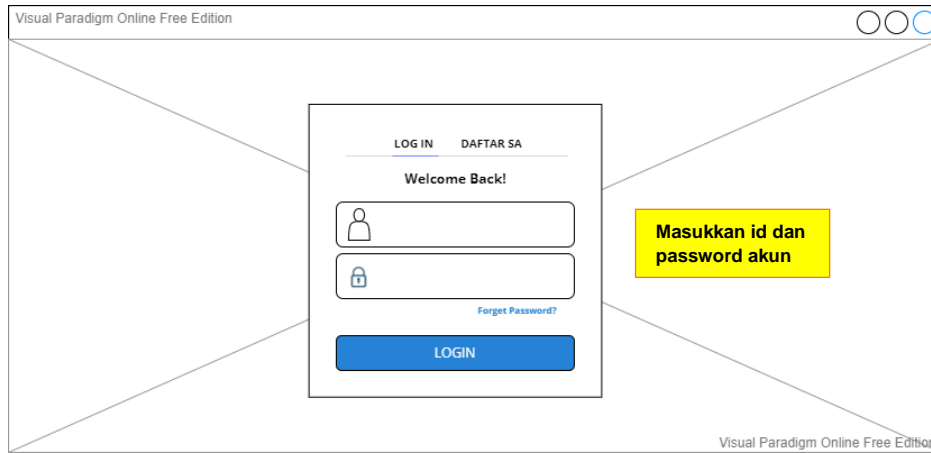 Visual Paradigm Online Free Edition
LOG IN DAFTAR SA
Welcome Back!
Masukkan id dan
password akun
Forget Password?
LOGIN
Visual Paradigm Online Free Edition